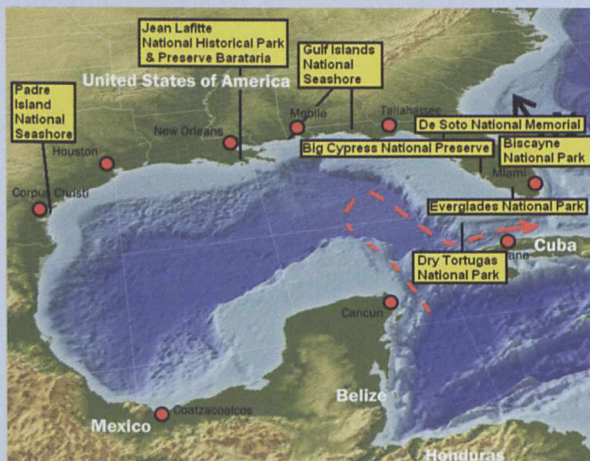 Jean Lafitte
National Historical Park
& Preserve Barataria
Gulf Islands
National
Seashore
United States of America
Padre
Island
National
Seashore
Mobile
Tallahassee
De Soto National Memorial
New Orleans
Big Cypress National Preserve
Biscayne
National Park
Houston
Miami
Corpus Christi
Everglades National Park
Cuba
Dry Tortugas
National Park
Cancun
Belize
Coatzacoalcos
Mexico
Honduras